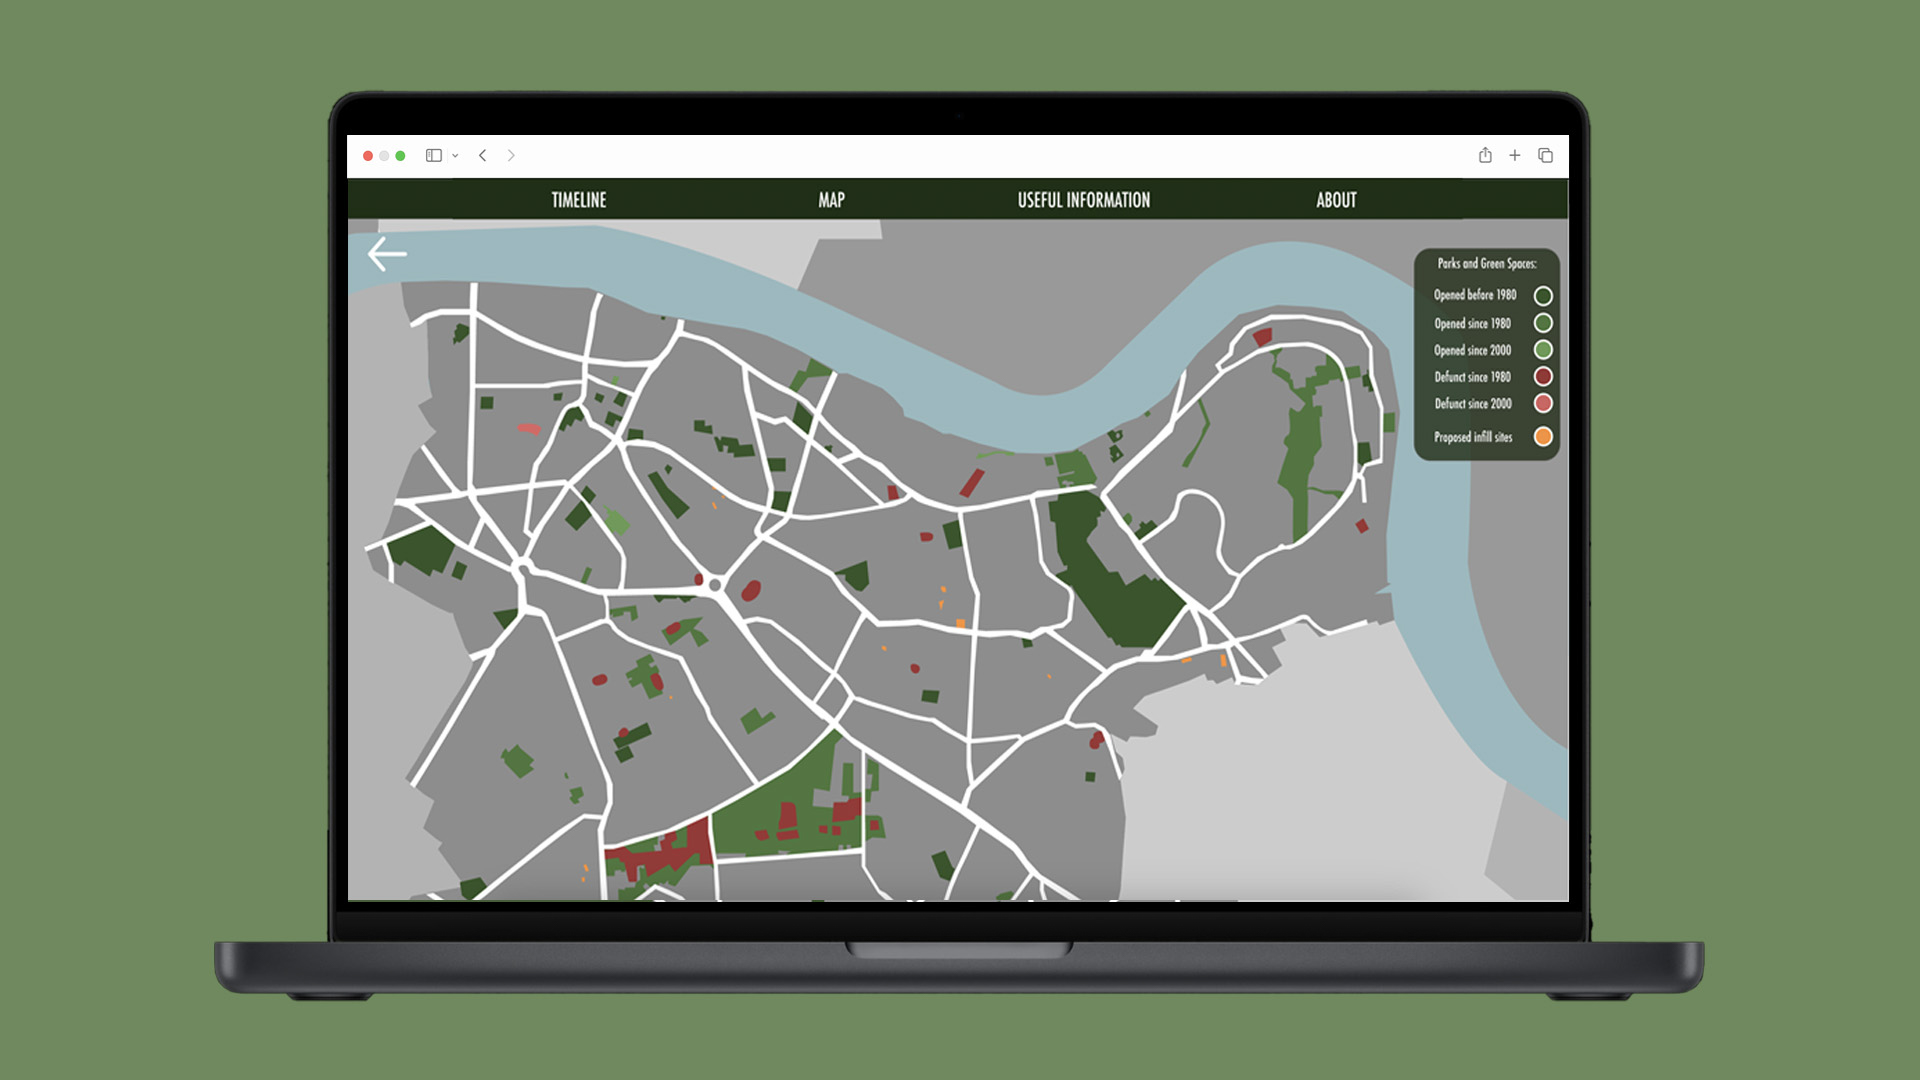 TIMELINE
MAP
USEFUL INFORMATION
ABOUT
Parks and Green Spaces:
Opened before 1980
Opened since 1980
Opened since 2000
Defunct since 1980
Defunct since 2000
Proposed infill sites